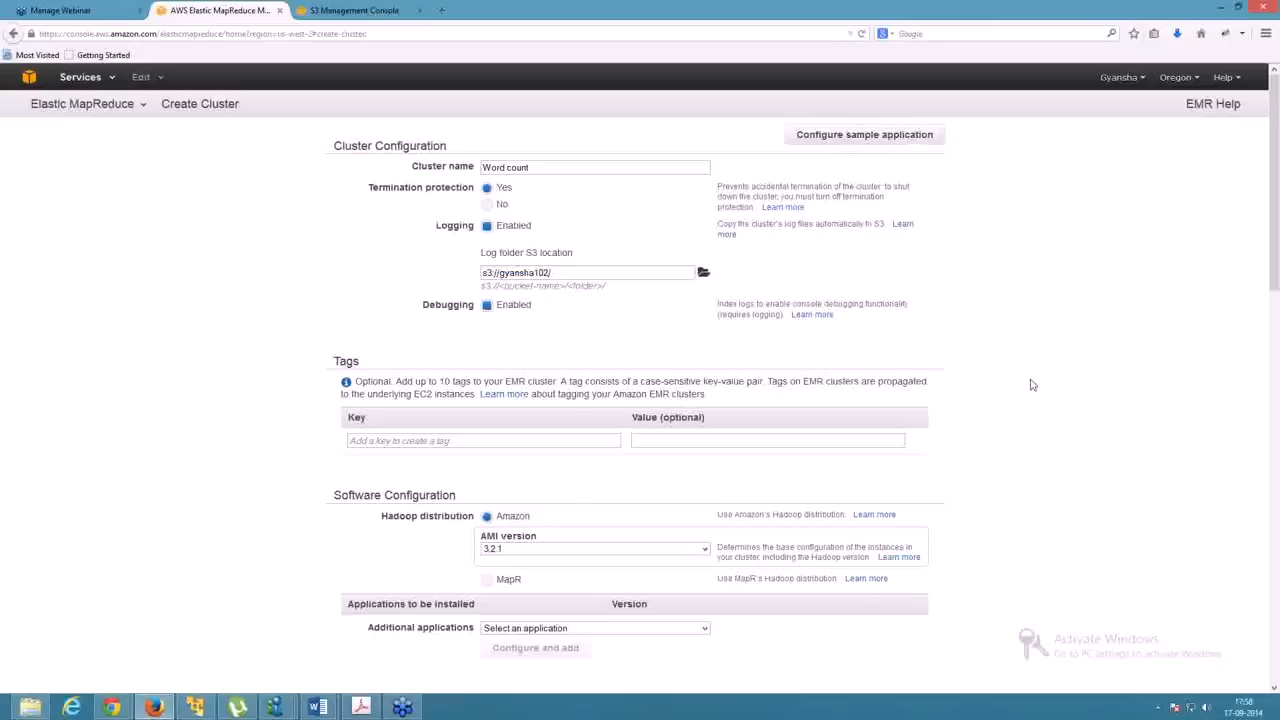 Manage Webinar
AWS Elastic MapReduce M...
S3 Management Console
https://console.aws.amazon.com/elasticmapreduce/home?region=us-west-2#create-cluster:
Google
Most Visited
Getting Started
Services
Edit
Gyansha
Oregon
Help
Elastic MapReduce
Create Cluster
EMR Help
Configure sample application
Cluster Configuration
Cluster name
Word count
Termination protection
Yes
No
Prevents accidental termination of the cluster: to shut
down the cluster, you must turn off termination
protection. Learn more
Logging
Enabled
Copy the cluster's log files automatically to S3. Learn
more
Log folder S3 location
s3://gyansha102/
s3://<bucket-name>/<folder>/
Debugging
Enabled
Index logs to enable console debugging functionality
(requires logging). Learn more
Tags
Optional. Add up to 10 tags to your EMR cluster. A tag consists of a case-sensitive key-value pair. Tags on EMR clusters are propagated
to the underlying EC2 instances. Learn more about tagging your Amazon EMR clusters.
Key
Value (optional)
Add a key to create a tag
Software Configuration
Hadoop distribution
Amazon
Use Amazon's Hadoop distribution. Learn more
AMI version
3.2.1
Determines the base configuration of the instances in
your cluster, including the Hadoop version. Learn more
MapR
Use MapR's Hadoop distribution. Learn more
Applications to be installed
Version
Additional applications
Select an application
Configure and add
Activate Windows
Go to PC settings to activate Windows.
17:58
17-09-2014